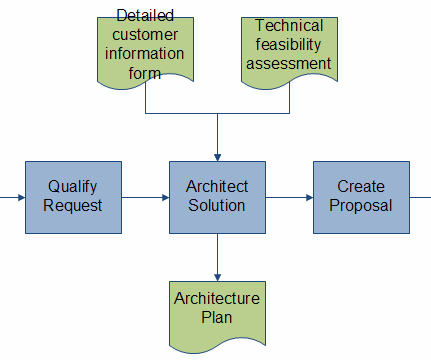 Detailed
customer
information
form
Technical
feasibility
assessment
Qualify
Request
Architect
Solution
Create
Proposal
Architecture
Plan